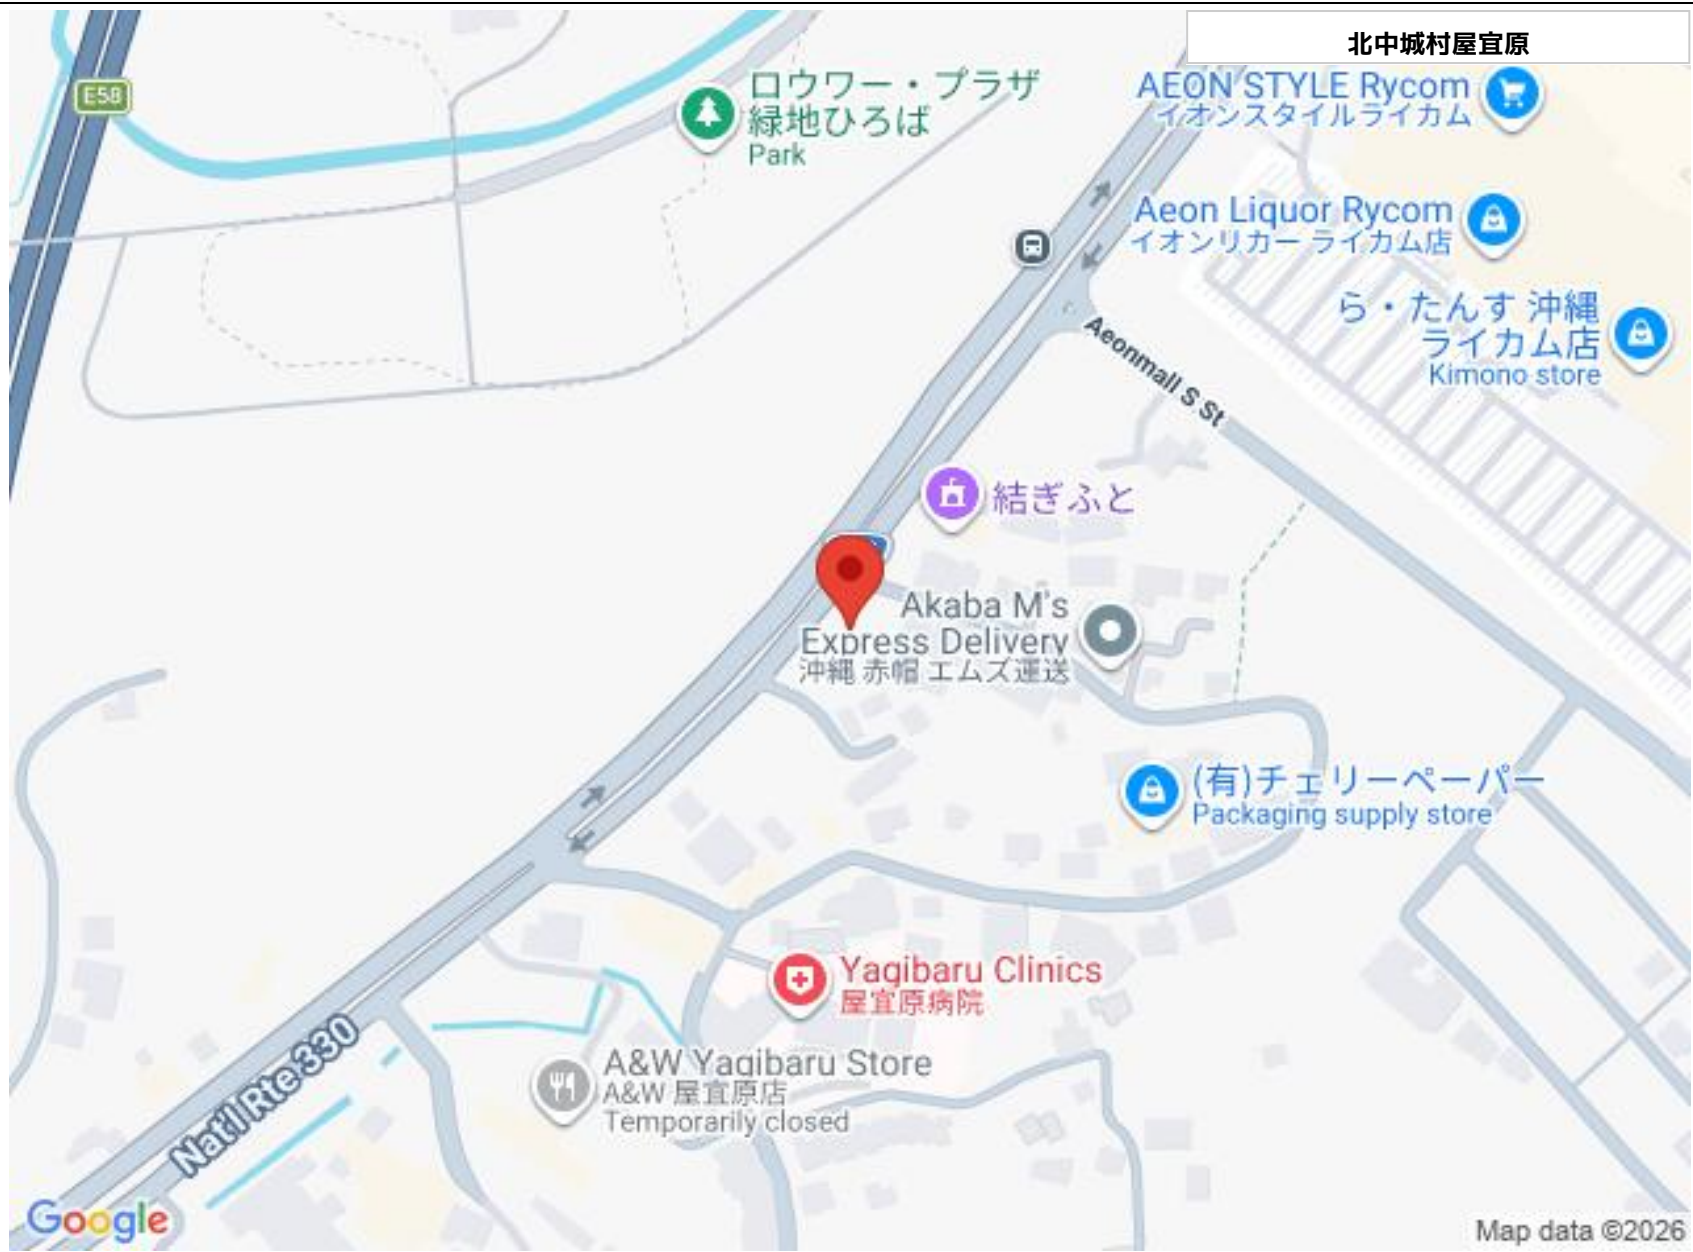 北中城村屋宜原
E58
ロウワー・プラザ
緑地ひろば
Park
AEON STYLE Rycom
イオンスタイルライカム
Aeon Liquor Rycom
イオンリカー ライカム店
ら・たんす 沖縄
ライカム店
Kimono store
Aeonmall S St
結ぎふと
Akaba M's
Express Delivery
沖縄 赤帽 エムズ運送
(有)チェリーペーパー
Packaging supply store
Yagibaru Clinics
屋宜原病院
A&W Yagibaru Store
A&W 屋宜原店
Temporarily closed
Nat'l Rte 330
Google
Map data ©2026